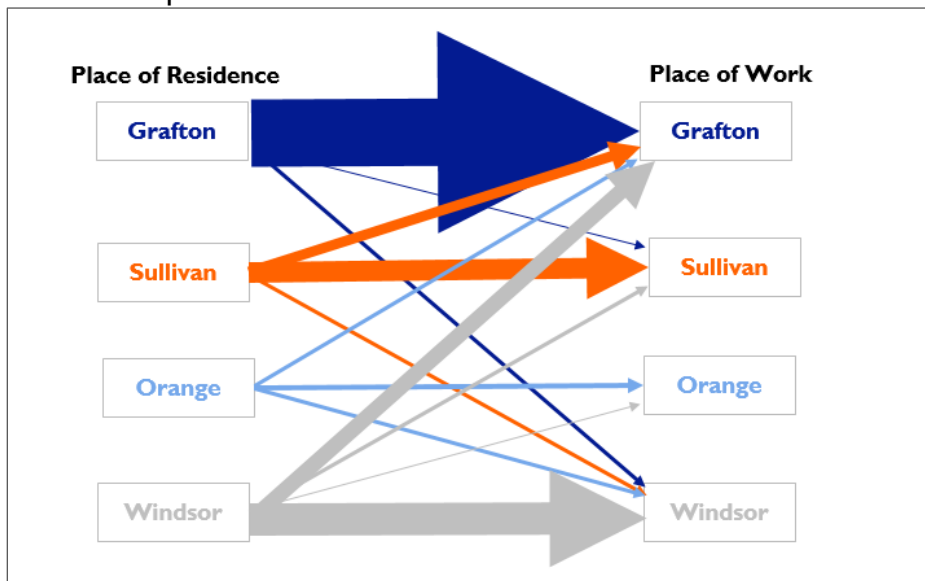 Place of Residence
Place of Work
Grafton
Grafton
Sullivan
Sullivan
Orange
Orange
Windsor
Windsor